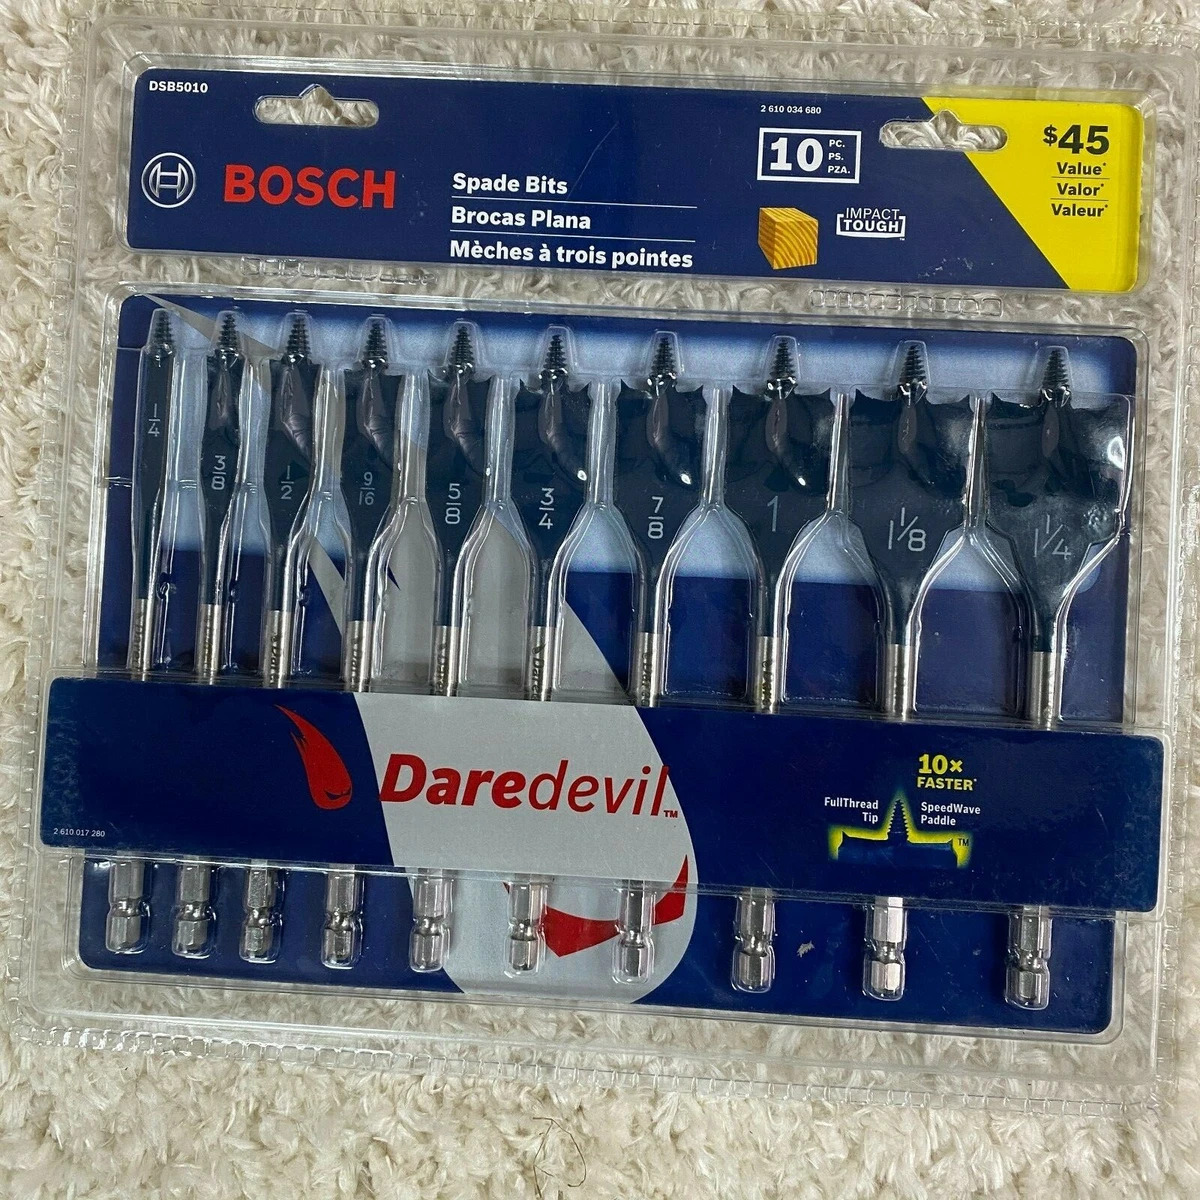 DSB5010
BOSCH
Spade Bits
Brocas Plana
Mèches à trois pointes
2 610 034 680
10 PC.
PS.
PZA.
IMPACT
TOUGH™
$45
Value*
Valor*
Valeur*
1/4
3/8
1/2
9/16
5/8
3/4
7/8
1
1 1/8
1 1/4
Daredevil™
10×
FASTER*
FullThread
Tip
SpeedWave
Paddle
™
2 610 017 280